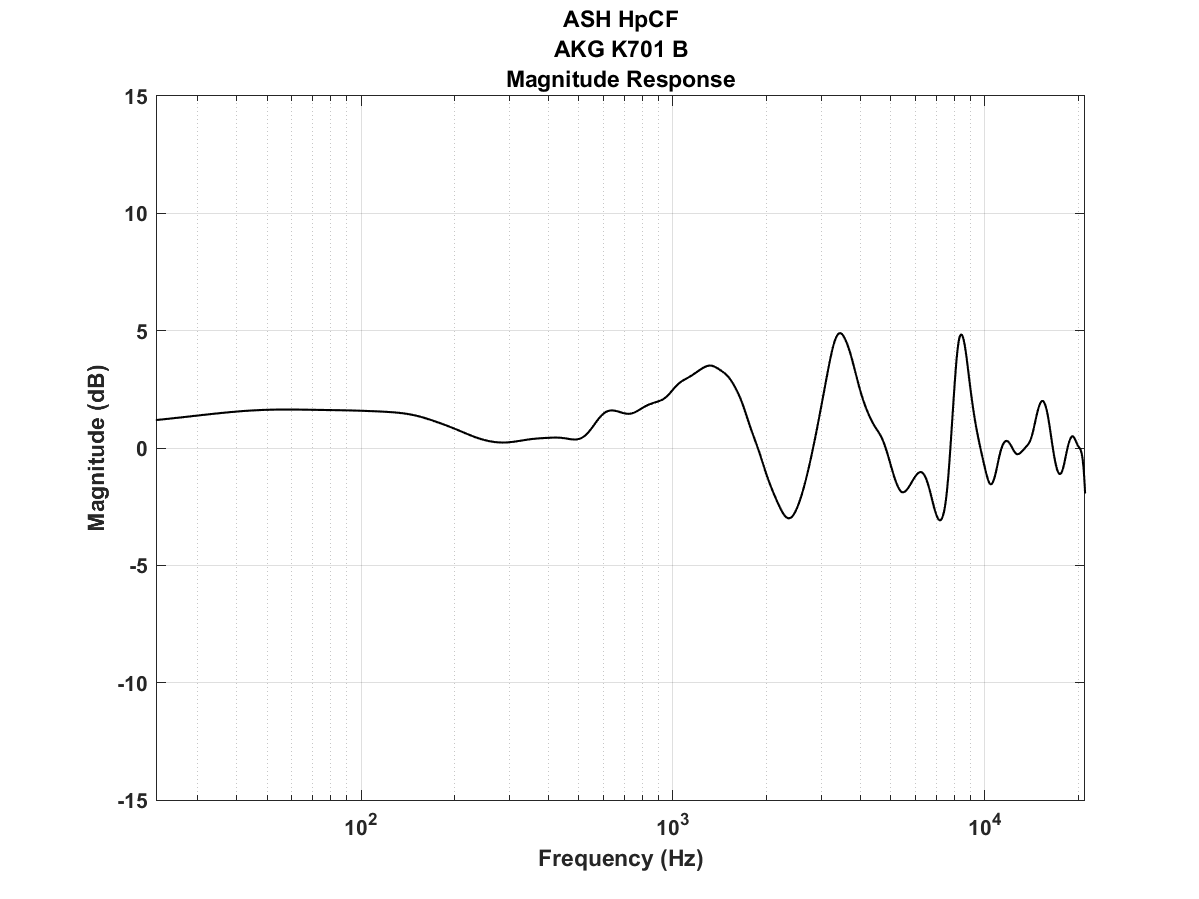 ASH HpCF
AKG K701 B
Magnitude Response
15
10
5
0
-5
-10
-15
Magnitude (dB)
10²
10³
10⁴
Frequency (Hz)